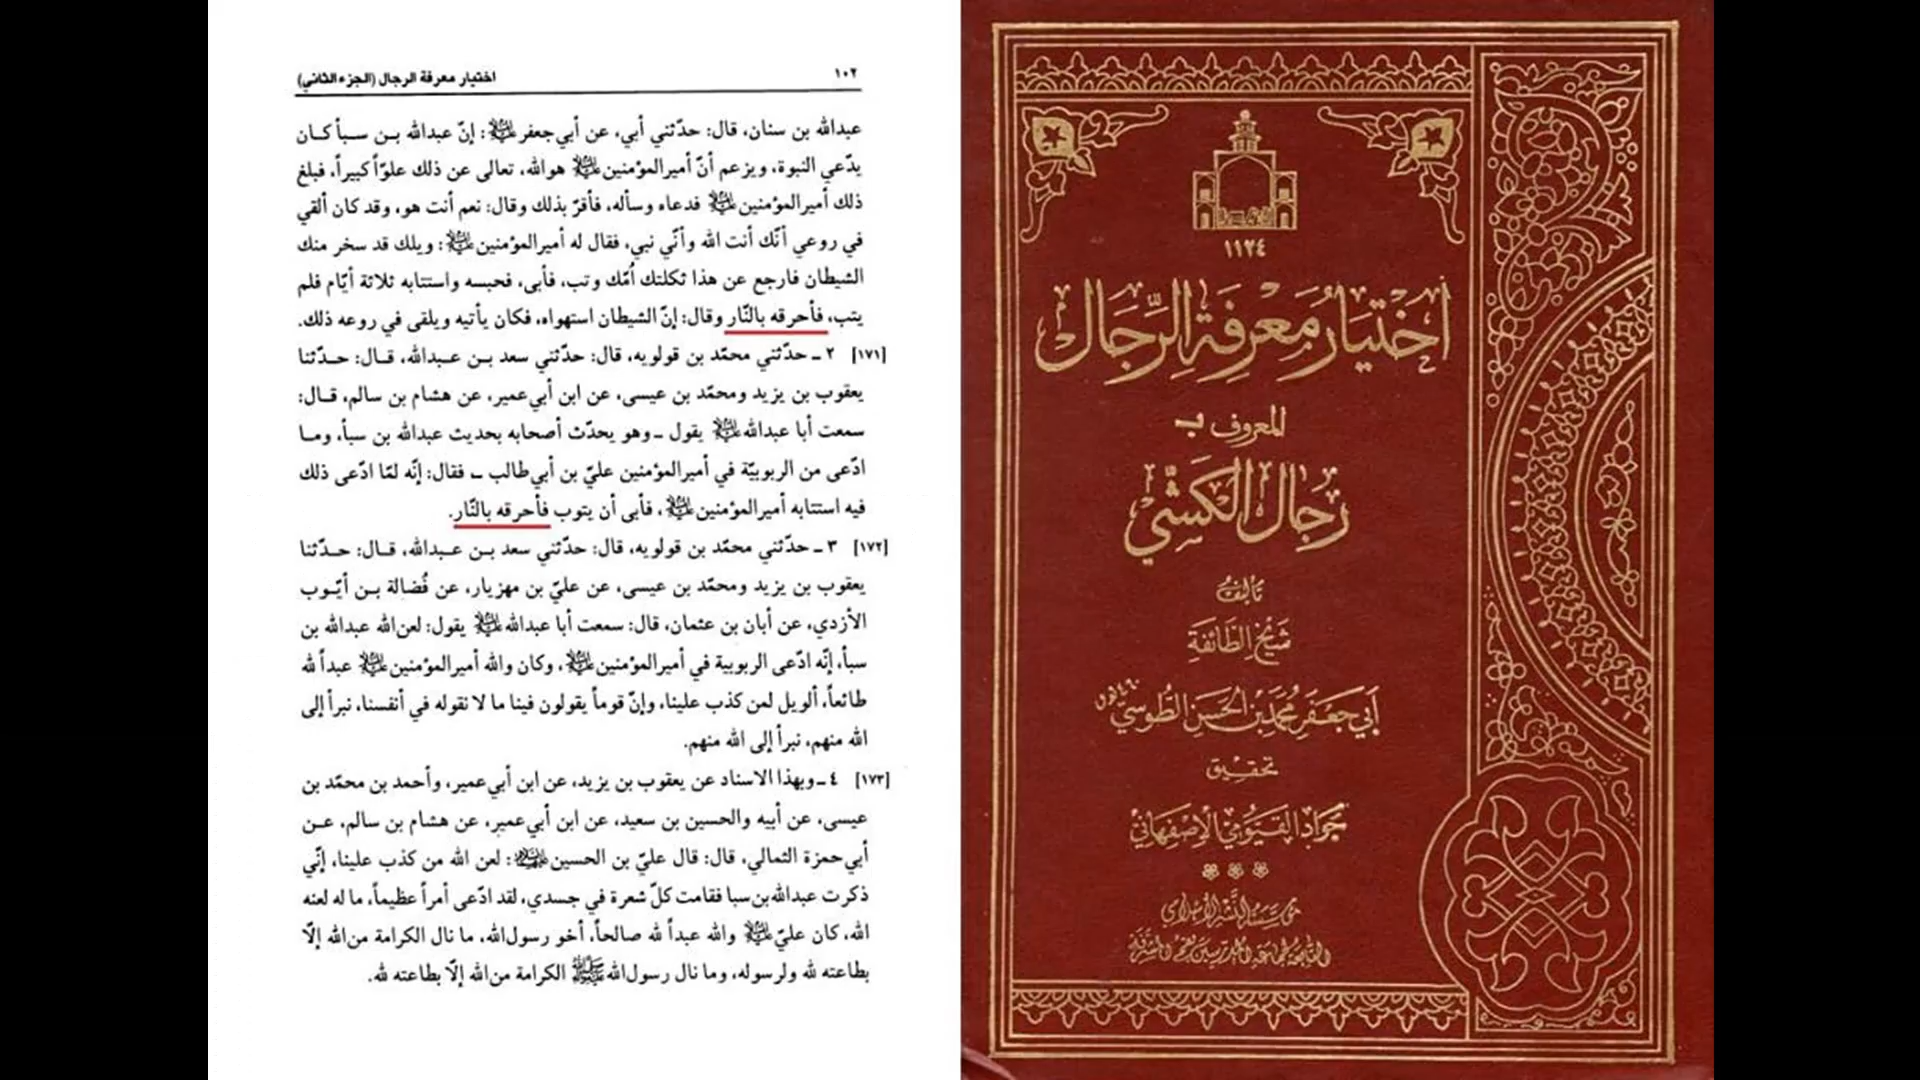 ١٠٢
اختيار معرفة الرجال (الجزء الثاني)
عبدالله بن سنان، قال: حدّثني أبي، عن أبي جعفر عليه السلام: إنّ عبدالله بن سبأ كان
يدّعي النبوة، ويزعم أنّ أميرالمؤمنين عليه السلام هوالله، تعالى عن ذلك علوّاً كبيراً، فبلغ
ذلك أميرالمؤمنين عليه السلام فدعاه وسأله، فأقرّ بذلك وقال: نعم أنت هو، وقد كان ألقي
في روعي أنّك أنت الله وأنّي نبي، فقال له أميرالمؤمنين عليه السلام: ويلك قد سخر منك
الشيطان فارجع عن هذا ثكلتك اُمّك وتب، فأبى، فحبسه واستتابه ثلاثة أيّام فلم
يتب، فأحرقه بالنّار وقال: إنّ الشيطان استهواه، فكان يأتيه ويلقى في روعه ذلك.
[١٧١] ٢ ـ حدّثني محمّد بن قولويه، قال: حدّثني سعد بن عبدالله، قال: حدّثنا
يعقوب بن يزيد ومحمّد بن عيسى، عن ابن أبي عمير، عن هشام بن سالم، قال:
سمعت أبا عبدالله عليه السلام يقول ـ وهو يحدّث أصحابه بحديث عبدالله بن سبأ، وما
ادّعى من الربوبيّة في أميرالمؤمنين عليّ بن أبي طالب ـ فقال: إنّه لمّا ادّعى ذلك
فيه استتابه أميرالمؤمنين عليه السلام، فأبى أن يتوب فأحرقه بالنّار.
[١٧٢] ٣ ـ حدّثني محمّد بن قولويه، قال: حدّثني سعد بن عبدالله، قال: حدّثنا
يعقوب بن يزيد ومحمّد بن عيسى، عن عليّ بن مهزيار، عن فُضالة بن أيّوب
الأزدي، عن أبان بن عثمان، قال: سمعت أبا عبدالله عليه السلام يقول: لعن الله عبدالله بن
سبأ، إنّه ادّعى الربوبية في أميرالمؤمنين عليه السلام، وكان والله أميرالمؤمنين عليه السلام عبداً لله
طائعاً، ألويل لمن كذب علينا، وإنّ قوماً يقولون فينا ما لا نقوله في أنفسنا، نبرأ إلى
الله منهم، نبرأ إلى الله منهم.
[١٧٣] ٤ ـ وبهذا الاسناد عن يعقوب بن يزيد، عن ابن أبي عمير، وأحمد بن محمّد بن
عيسى، عن أبيه والحسين بن سعيد، عن ابن أبي عمير، عن هشام بن سالم، عن
أبي حمزة الثمالي، قال: قال عليّ بن الحسين عليهما السلام: لعن الله من كذب علينا، إنّي
ذكرت عبدالله بن سبا فقامت كلّ شعرة في جسدي، لقد ادّعى أمراً عظيماً، ما له لعنه
الله، كان عليّ عليه السلام والله عبداً لله صالحاً، أخو رسول الله، ما نال الكرامة من الله إلّا
بطاعته لله ولرسوله، وما نال رسول الله صلى الله عليه وآله الكرامة من الله إلّا بطاعته لله.
١١٢٤
اختيار معرفة الرّجال
المعروف ب
رجال الكشّي
تأليف
شيخ الطائفة
أبي جعفر محمد بن الحسن الطوسي
تحقيق
جواد القيّومي الإصفهاني
مؤسسة النشر الإسلامي
التابعة لجماعة المدرسين بقم المشرفة